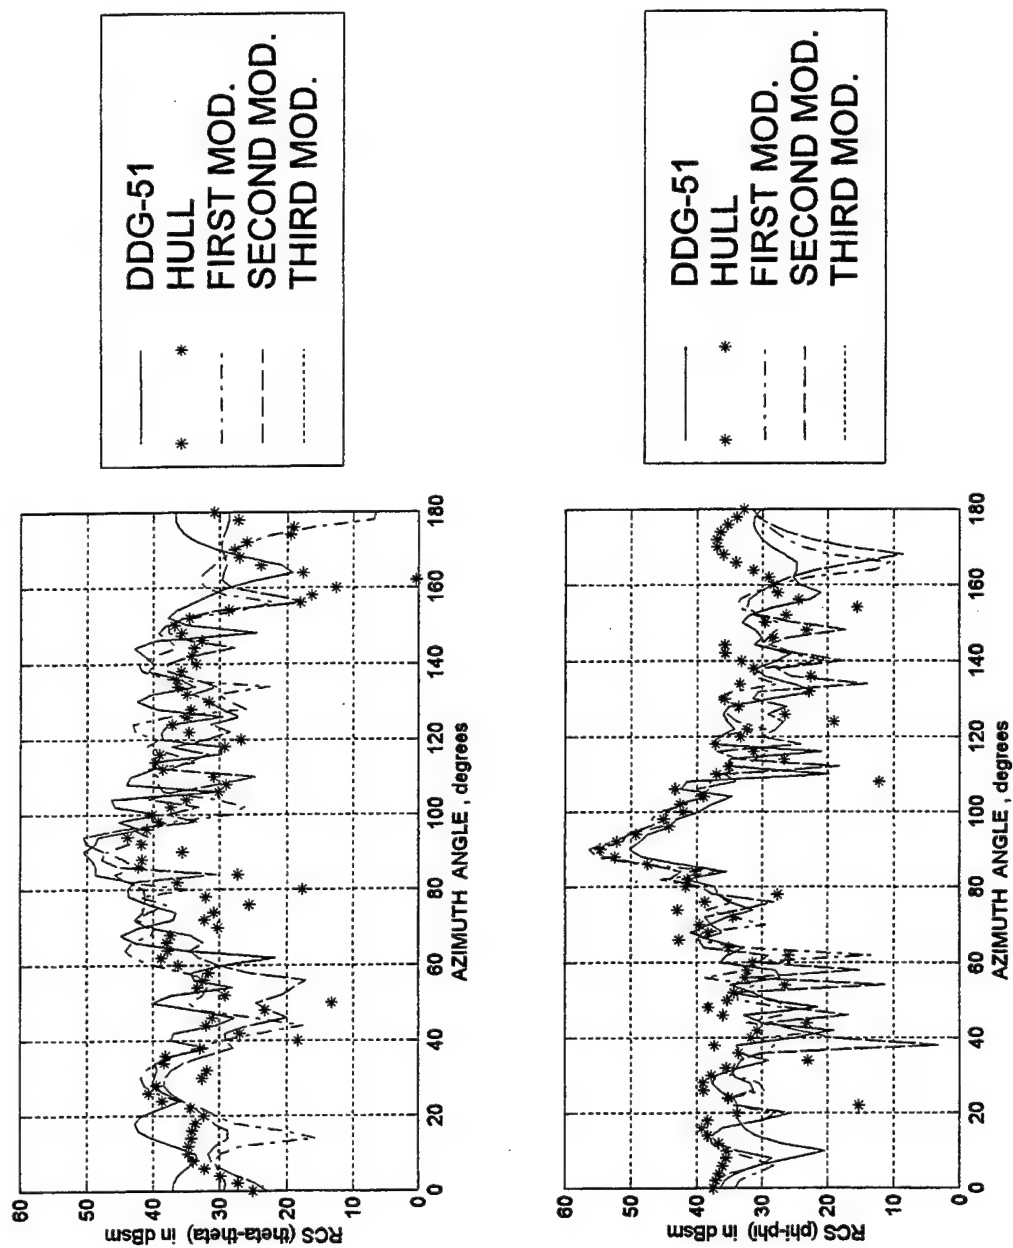 DDG-51
HULL
FIRST MOD.
SECOND MOD.
THIRD MOD.
60
50
40
30
20
10
0
RCS (theta-theta) in dBsm
0 20 40 60 80 100 120 140 160 180
AZIMUTH ANGLE , degrees
DDG-51
HULL
FIRST MOD.
SECOND MOD.
THIRD MOD.
60
50
40
30
20
10
0
RCS (phi-phi) in dBsm
0 20 40 60 80 100 120 140 160 180
AZIMUTH ANGLE , degrees